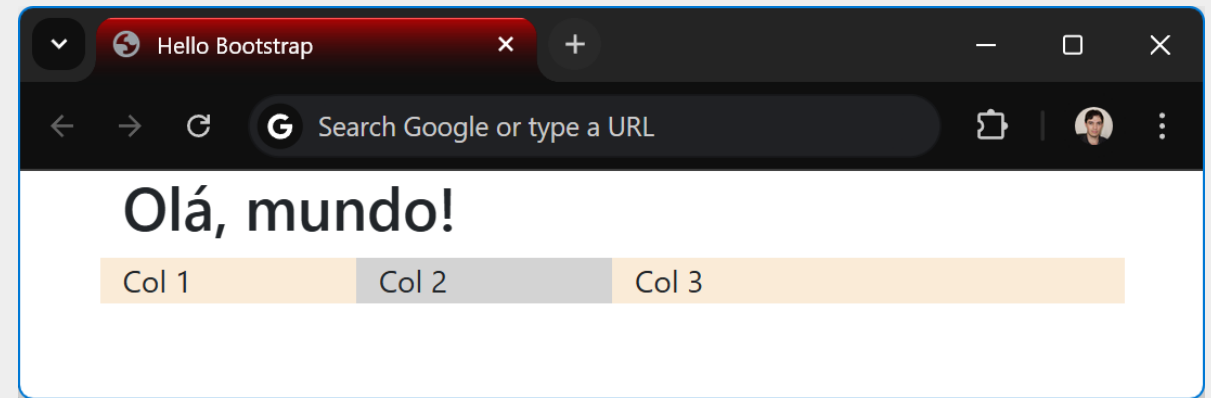 Hello Bootstrap
G Search Google or type a URL
Olá, mundo!
Col 1 Col 2 Col 3